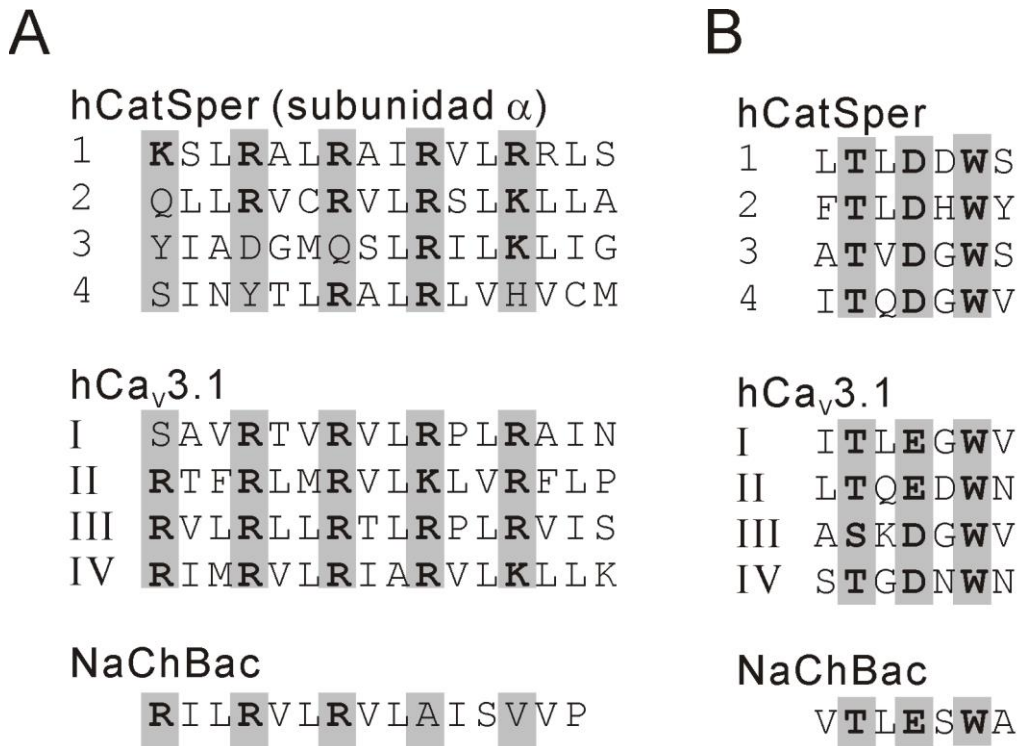 A
hCatSper (subunidad α)
1 KSLRALRAIRVLRRLS
2 QLLRVCRVLRSLKLLA
3 YIADGMQSLRILKLIG
4 SINYTLRALRLVHVCM
hCav3.1
I SAVRTVRVLRPLRAIN
II RTFRLMRVLKLVRFLP
III RVLRLLRTLRPLRVIS
IV RIMRVLRIARVLKLLK
NaChBac
RILRVLRVLAISVVP
B
hCatSper
1 LTLDDWS
2 FTLDHWY
3 ATVDGWS
4 ITQDGWV
hCav3.1
I ITLEGWV
II LTQEDWN
III ASKDGWV
IV STGDNWN
NaChBac
VTLESWA